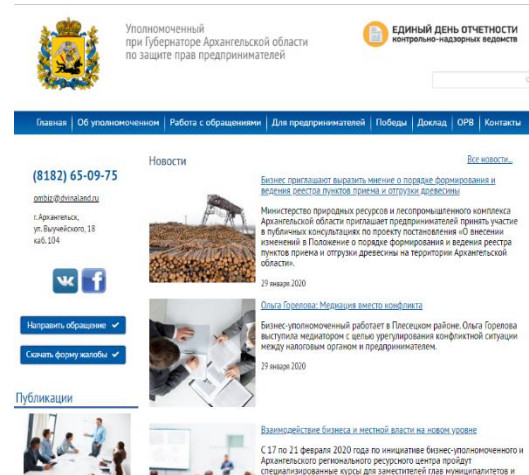 Уполномоченный
при Губернаторе Архангельской области
по защите прав предпринимателей
ЕДИНЫЙ ДЕНЬ ОТЧЕТНОСТИ
контрольно-надзорных ведомств
Главная Об уполномоченном Работа с обращениями Для предпринимателей Победы Доклад ОРВ Контакты
(8182) 65-09-75
ombiz@dvinaland.ru
г.Архангельск,
ул. Выучейского, 18
каб. 104
Направить обращение
Скачать форму жалобы
Публикации
Новости
Все новости...
Бизнес приглашают выразить мнение о порядке формирования и
ведения реестра пунктов приема и отгрузки древесины
Министерство природных ресурсов и лесопромышленного комплекса
Архангельской области приглашает предпринимателей принять участие
в публичных консультациях по проекту постановления «О внесении
изменений в Положение о порядке формирования и ведения реестра
пунктов приема и отгрузки древесины на территории Архангельской
области».
29 января 2020
Ольга Горелова: Медиация вместо конфликта
Бизнес-уполномоченный работает в Плесецком районе. Ольга Горелова
выступила медиатором с целью урегулирования конфликтной ситуации
между налоговым органом и предпринимателем.
29 января 2020
Взаимодействие бизнеса и местной власти на новом уровне
С 17 по 21 февраля 2020 года по инициативе бизнес-уполномоченного и
Архангельского регионального ресурсного центра пройдут
специализированные курсы для заместителей глав муниципалитетов и